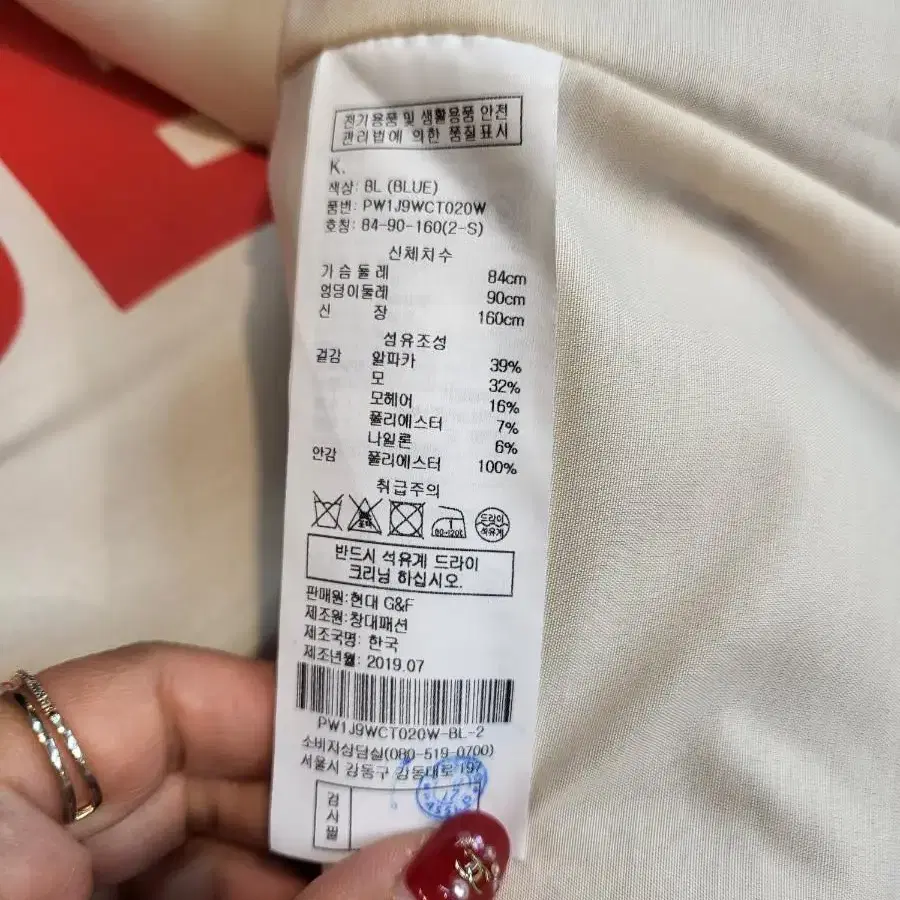 전기용품 및 생활용품 안전
관리법에 의한 품질표시
K.
색상: BL (BLUE)
품번: PW1J9WCT020W
호칭: 84-90-160(2-S)
신체치수
가슴둘레 84cm
엉덩이둘레 90cm
신 장 160cm
섬유조성
겉감 알파카 39%
모 32%
모헤어 16%
폴리에스터 7%
나일론 6%
안감 폴리에스터 100%
취급주의
80-120℃ 드라이
석유계
반드시 석유계 드라이
크리닝 하십시오.
판매원:현대 G&F
제조원:창대패션
제조국명: 한국
제조년월: 2019.07
PW1J9WCT020W-BL-2
소비자상담실(080-519-0700)
서울시 강동구 강동대로 197
검사필